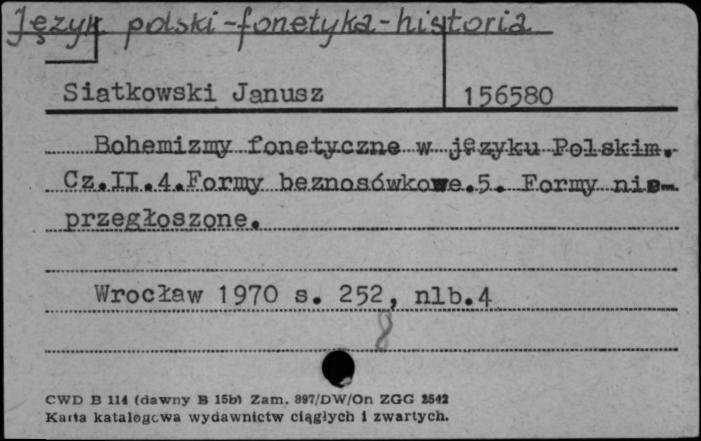 Język polski-fonetyka-historia
Siatkowski Janusz 156580
Bohemizmy fonetyczne w języku Polskim.
Cz.II.4.Formy beznosówkowe.5. Formy nie-
przegłoszone.
Wrocław 1970 s. 252, nlb.4
8
CWD B 114 (dawny B 15b) Zam. 897/DW/On ZGG 2542
Karta katalogowa wydawnictw ciągłych i zwartych.